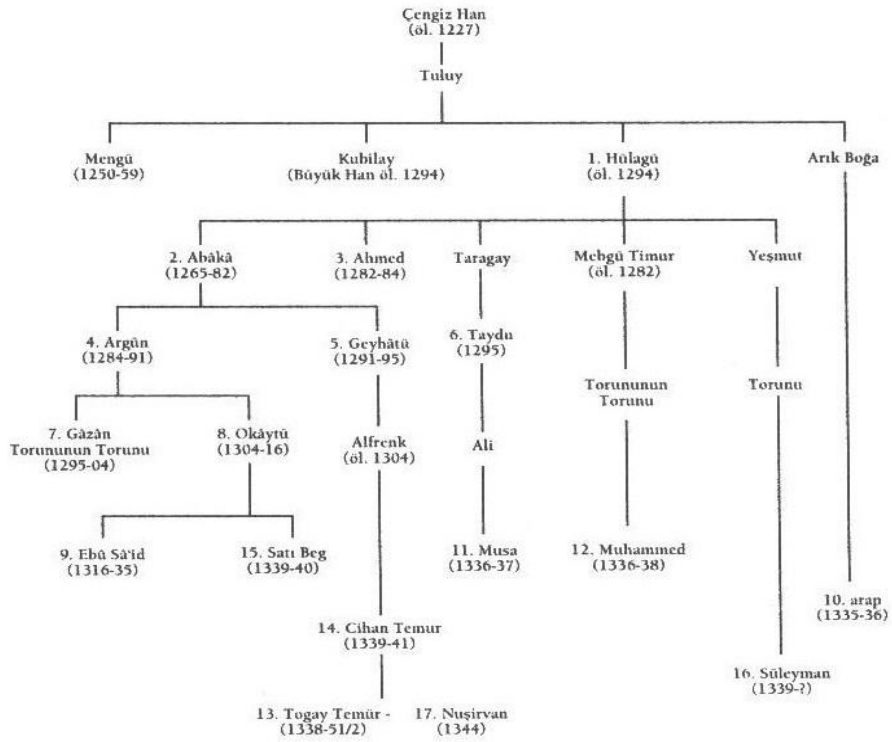 Çengiz Han
(öl. 1227)
Tuluy
Mengü
(1250-59)
Kubilay
(Büyük Han öl. 1294)
1. Hülagü
(öl. 1294)
Arık Boğa
2. Abâkâ
(1265-82)
3. Ahmed
(1282-84)
Taragay
Mebgü Timur
(öl. 1282)
Yeşmut
4. Argûn
(1284-91)
5. Geyhâtü
(1291-95)
6. Taydu
(1295)
Torununun
Torunu
Torunu
7. Gâzân
Torununun Torunu
(1295-04)
8. Okâytû
(1304-16)
Alfrenk
(öl. 1304)
Ali
9. Ebû Sâ'id
(1316-35)
15. Satı Beg
(1339-40)
11. Musa
(1336-37)
12. Muhammed
(1336-38)
10. arap
(1335-36)
14. Cihan Temur
(1339-41)
16. Süleyman
(1339-?)
13. Togay Temür -
(1338-51/2)
17. Nuşirvan
(1344)